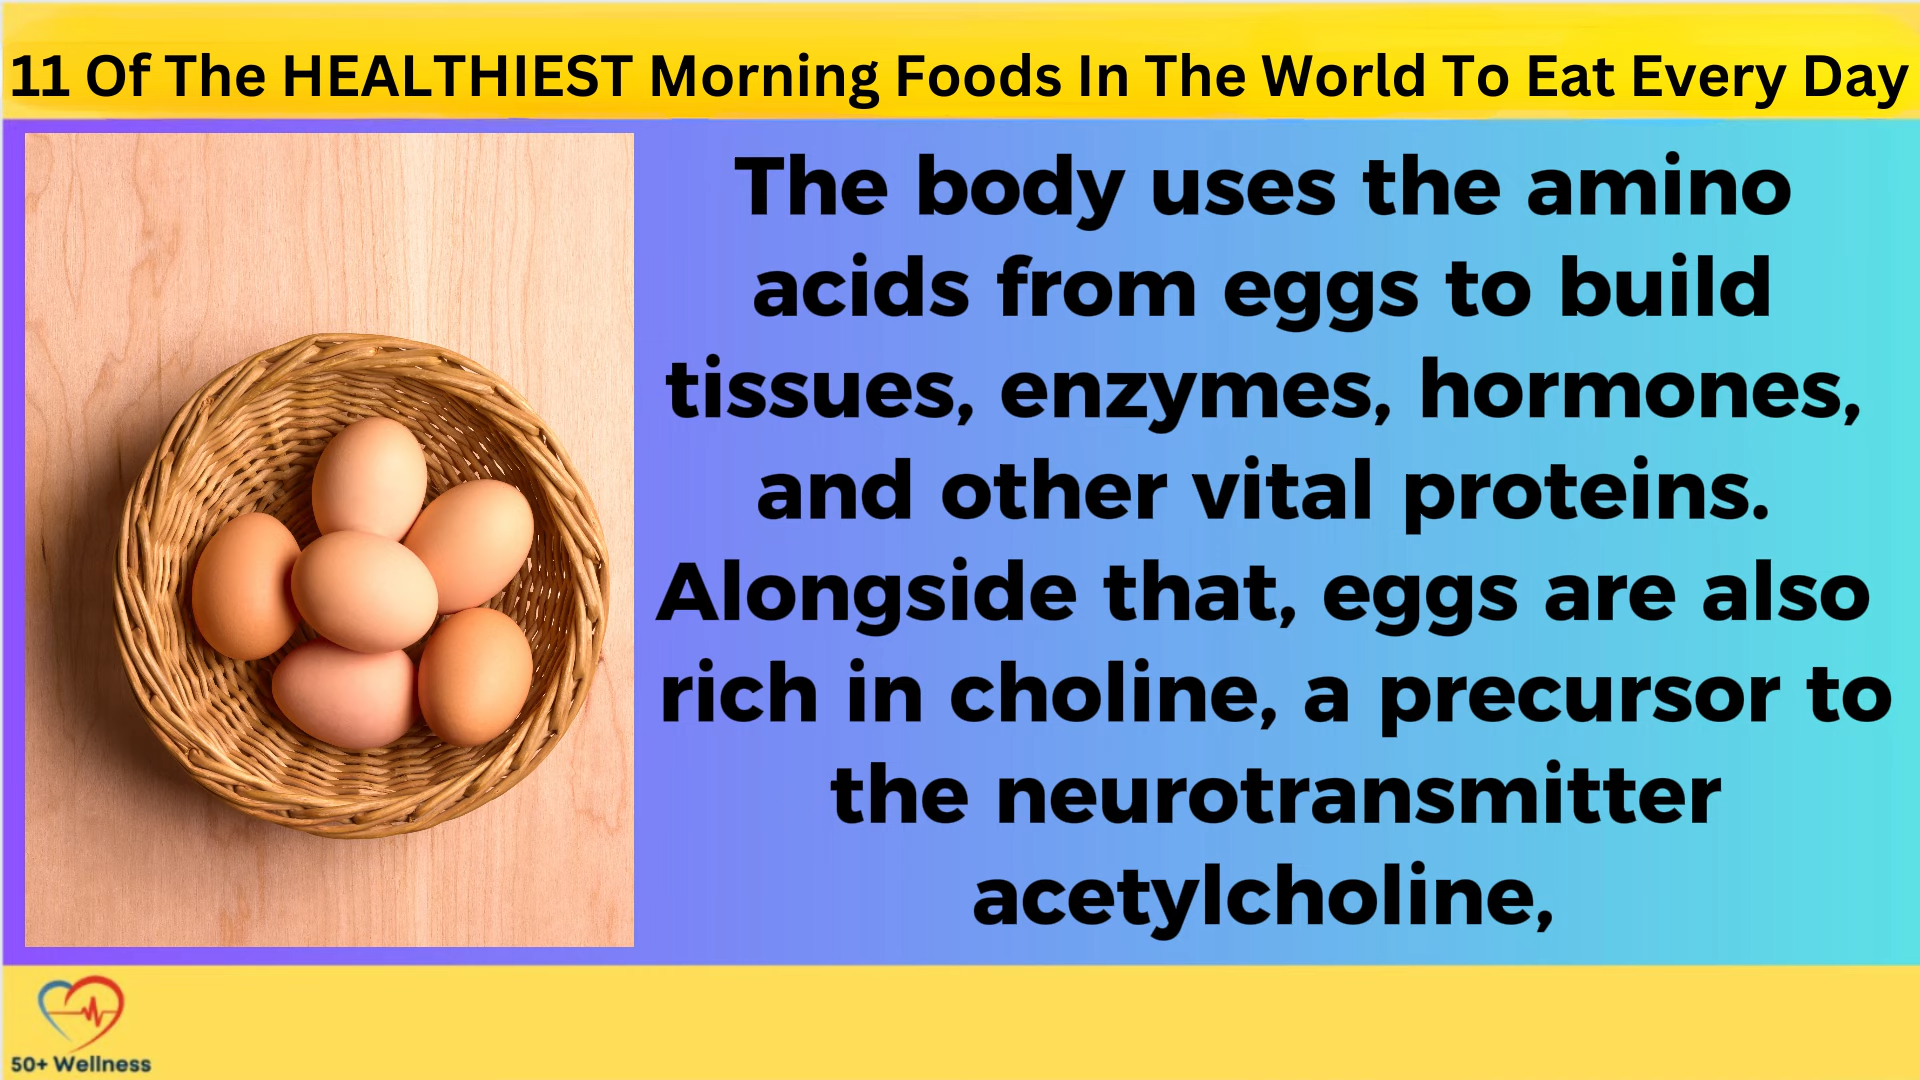 11 Of The HEALTHIEST Morning Foods In The World To Eat Every Day
The body uses the amino
acids from eggs to build
tissues, enzymes, hormones,
and other vital proteins.
Alongside that, eggs are also
rich in choline, a precursor to
the neurotransmitter
acetylcholine,
50+ Wellness